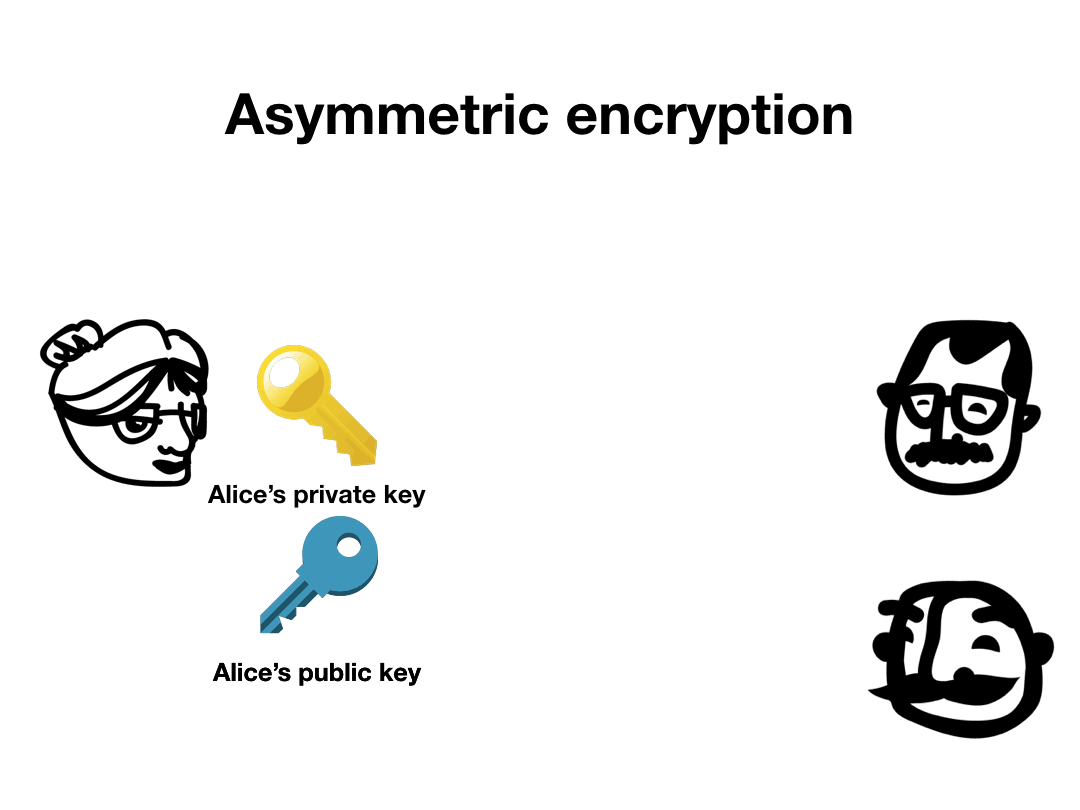 Asymmetric encryption
Alice’s private key
Alice’s public key